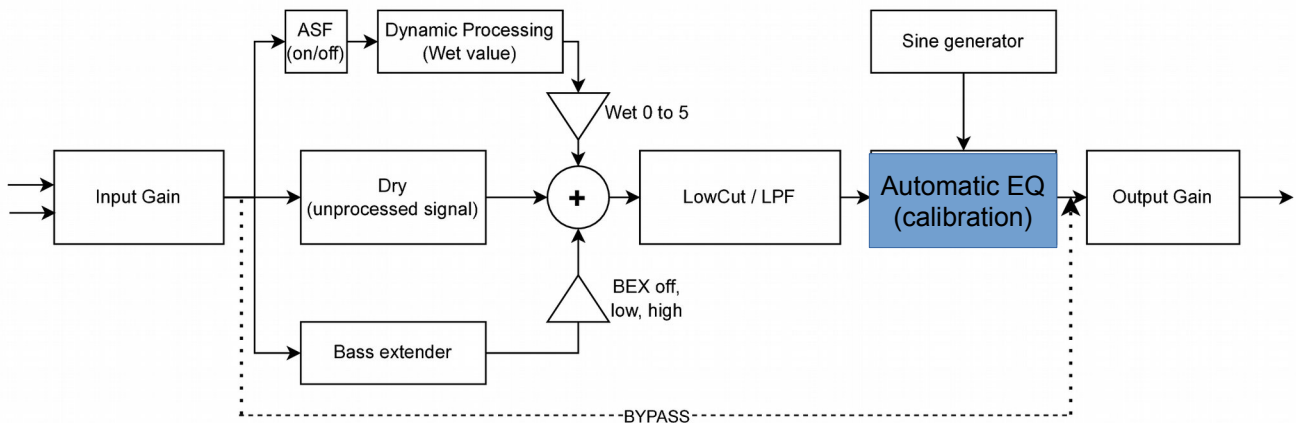 ASF
(on/off)
Dynamic Processing
(Wet value)
Sine generator
Wet 0 to 5
Input Gain
Dry
(unprocessed signal)
+
LowCut / LPF
Automatic EQ
(calibration)
Output Gain
BEX off,
low, high
Bass extender
BYPASS